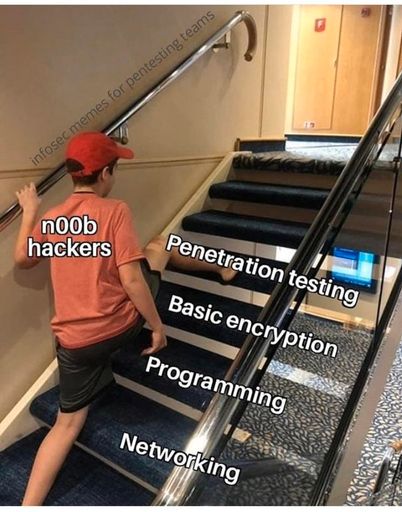 infosec memes for pentesting teams
n00b
hackers
Penetration testing
Basic encryption
Programming
Networking